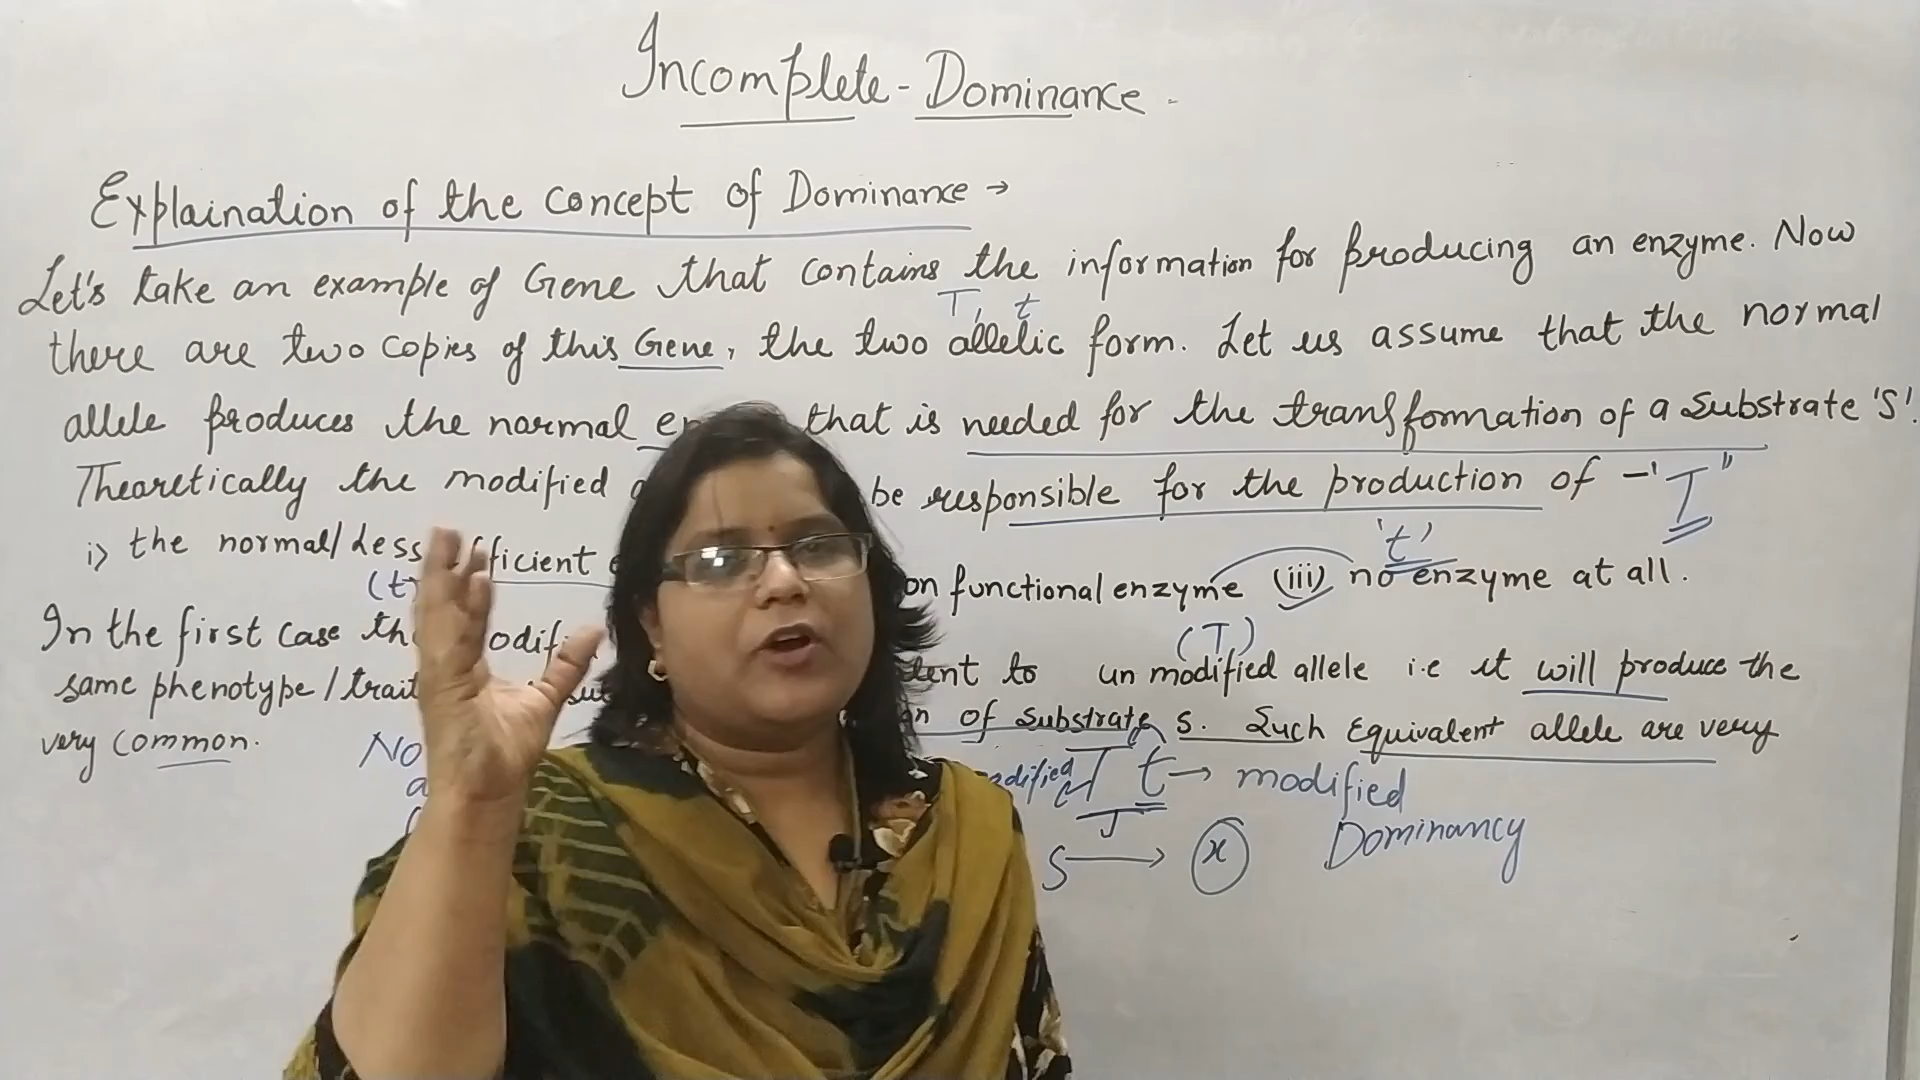 Incomplete - Dominance
Explaination of the Concept of Dominance →
Let's take an example of Gene that contains the information for producing an enzyme. Now
T, t
there are two copies of this Gene, the two allelic form. Let us assume that the normal
allele produces the normal that is needed for the transformation of a Substrate 'S'.
Thearetically the modified be responsible for the production of - 'T"
't'
i) the normal/Less on functional enzyme (iii) no enzyme at all.
(t)
(T)
In the first Case to un modified allele i.e it will produce the
same phenotype/trait of Substrate S. Such Equivalent allele are very
very common.
No
T t → modified
S → x
Dominancy